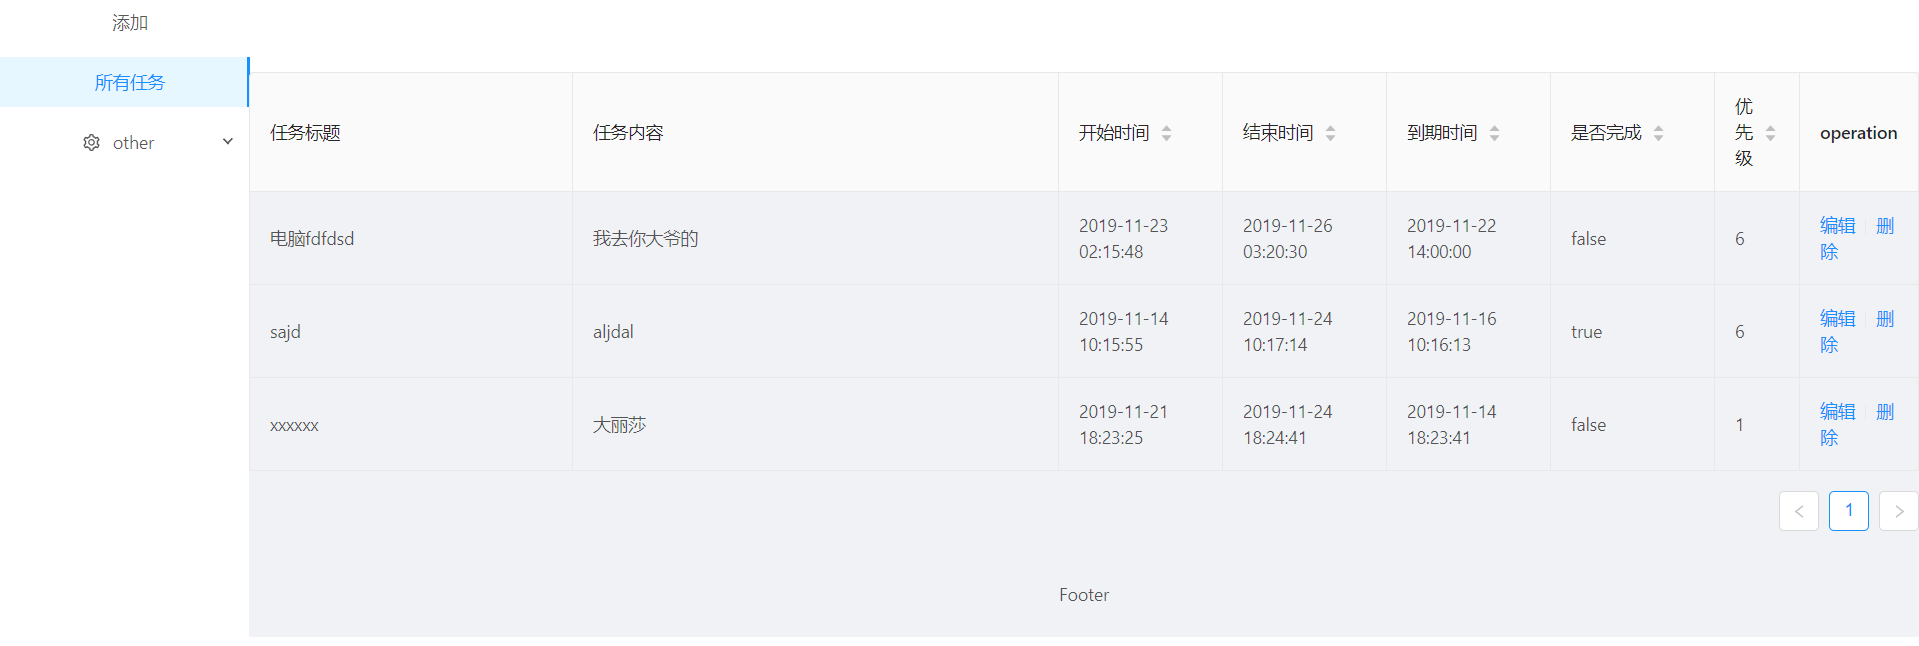 添加
所有任务
other
任务标题
任务内容
开始时间
结束时间
到期时间
是否完成
优
先
级
operation
电脑fdfdsd
我去你大爷的
2019-11-23
02:15:48
2019-11-26
03:20:30
2019-11-22
14:00:00
false
6
编辑 删
除
sajd
aljdal
2019-11-14
10:15:55
2019-11-24
10:17:14
2019-11-16
10:16:13
true
6
编辑 删
除
xxxxxx
大丽莎
2019-11-21
18:23:25
2019-11-24
18:24:41
2019-11-14
18:23:41
false
1
编辑 删
除
1
Footer